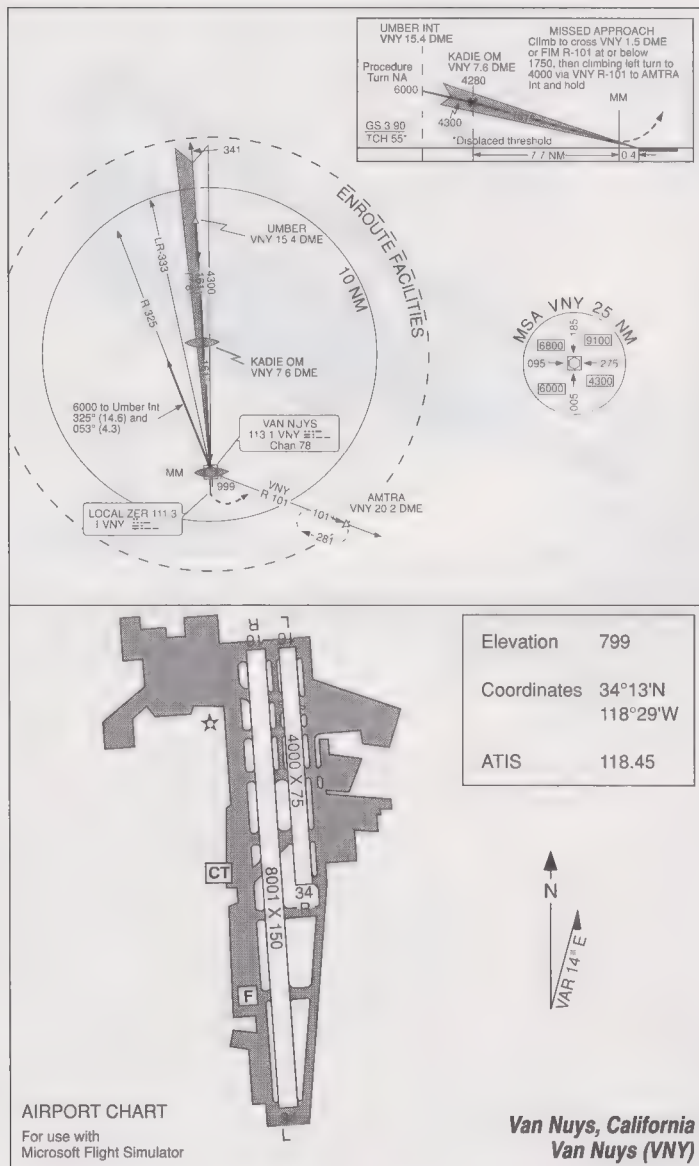 UMBER INT
VNY 15.4 DME
Procedure
Turn NA
6000
KADIE OM
VNY 7.6 DME
4280
4300
GS 3 90
TCH 55"
*Displaced threshold
7 7 NM
0 4
MM
MISSED APPROACH
Climb to cross VNY 1.5 DME
or FIM R-101 at or below
1750, then climbing left turn to
4000 via VNY R-101 to AMTRA
Int and hold
341
UMBER
VNY 15 4 DME
ENROUTE FACILITIES
10 NM
LR-333
R-325
4300
161
KADIE OM
VNY 7 6 DME
6000 to Umber Int
325° (14.6) and
053° (4.3)
VAN NJYS
113 1 VNY
Chan 78
MM
999
LOCAL ZER 111.3
I VNY
VNY
R 101
101
281
AMTRA
VNY 20 2 DME
MSA VNY 25 NM
185
6800
9100
095
275
6000
4300
005
16
R
16
L
4000 X 75
8001 X 150
34
R
CT
F
L
Elevation 799
Coordinates 34°13'N
118°29'W
ATIS 118.45
N
VAR 14° E
AIRPORT CHART
For use with
Microsoft Flight Simulator
Van Nuys, California
Van Nuys (VNY)